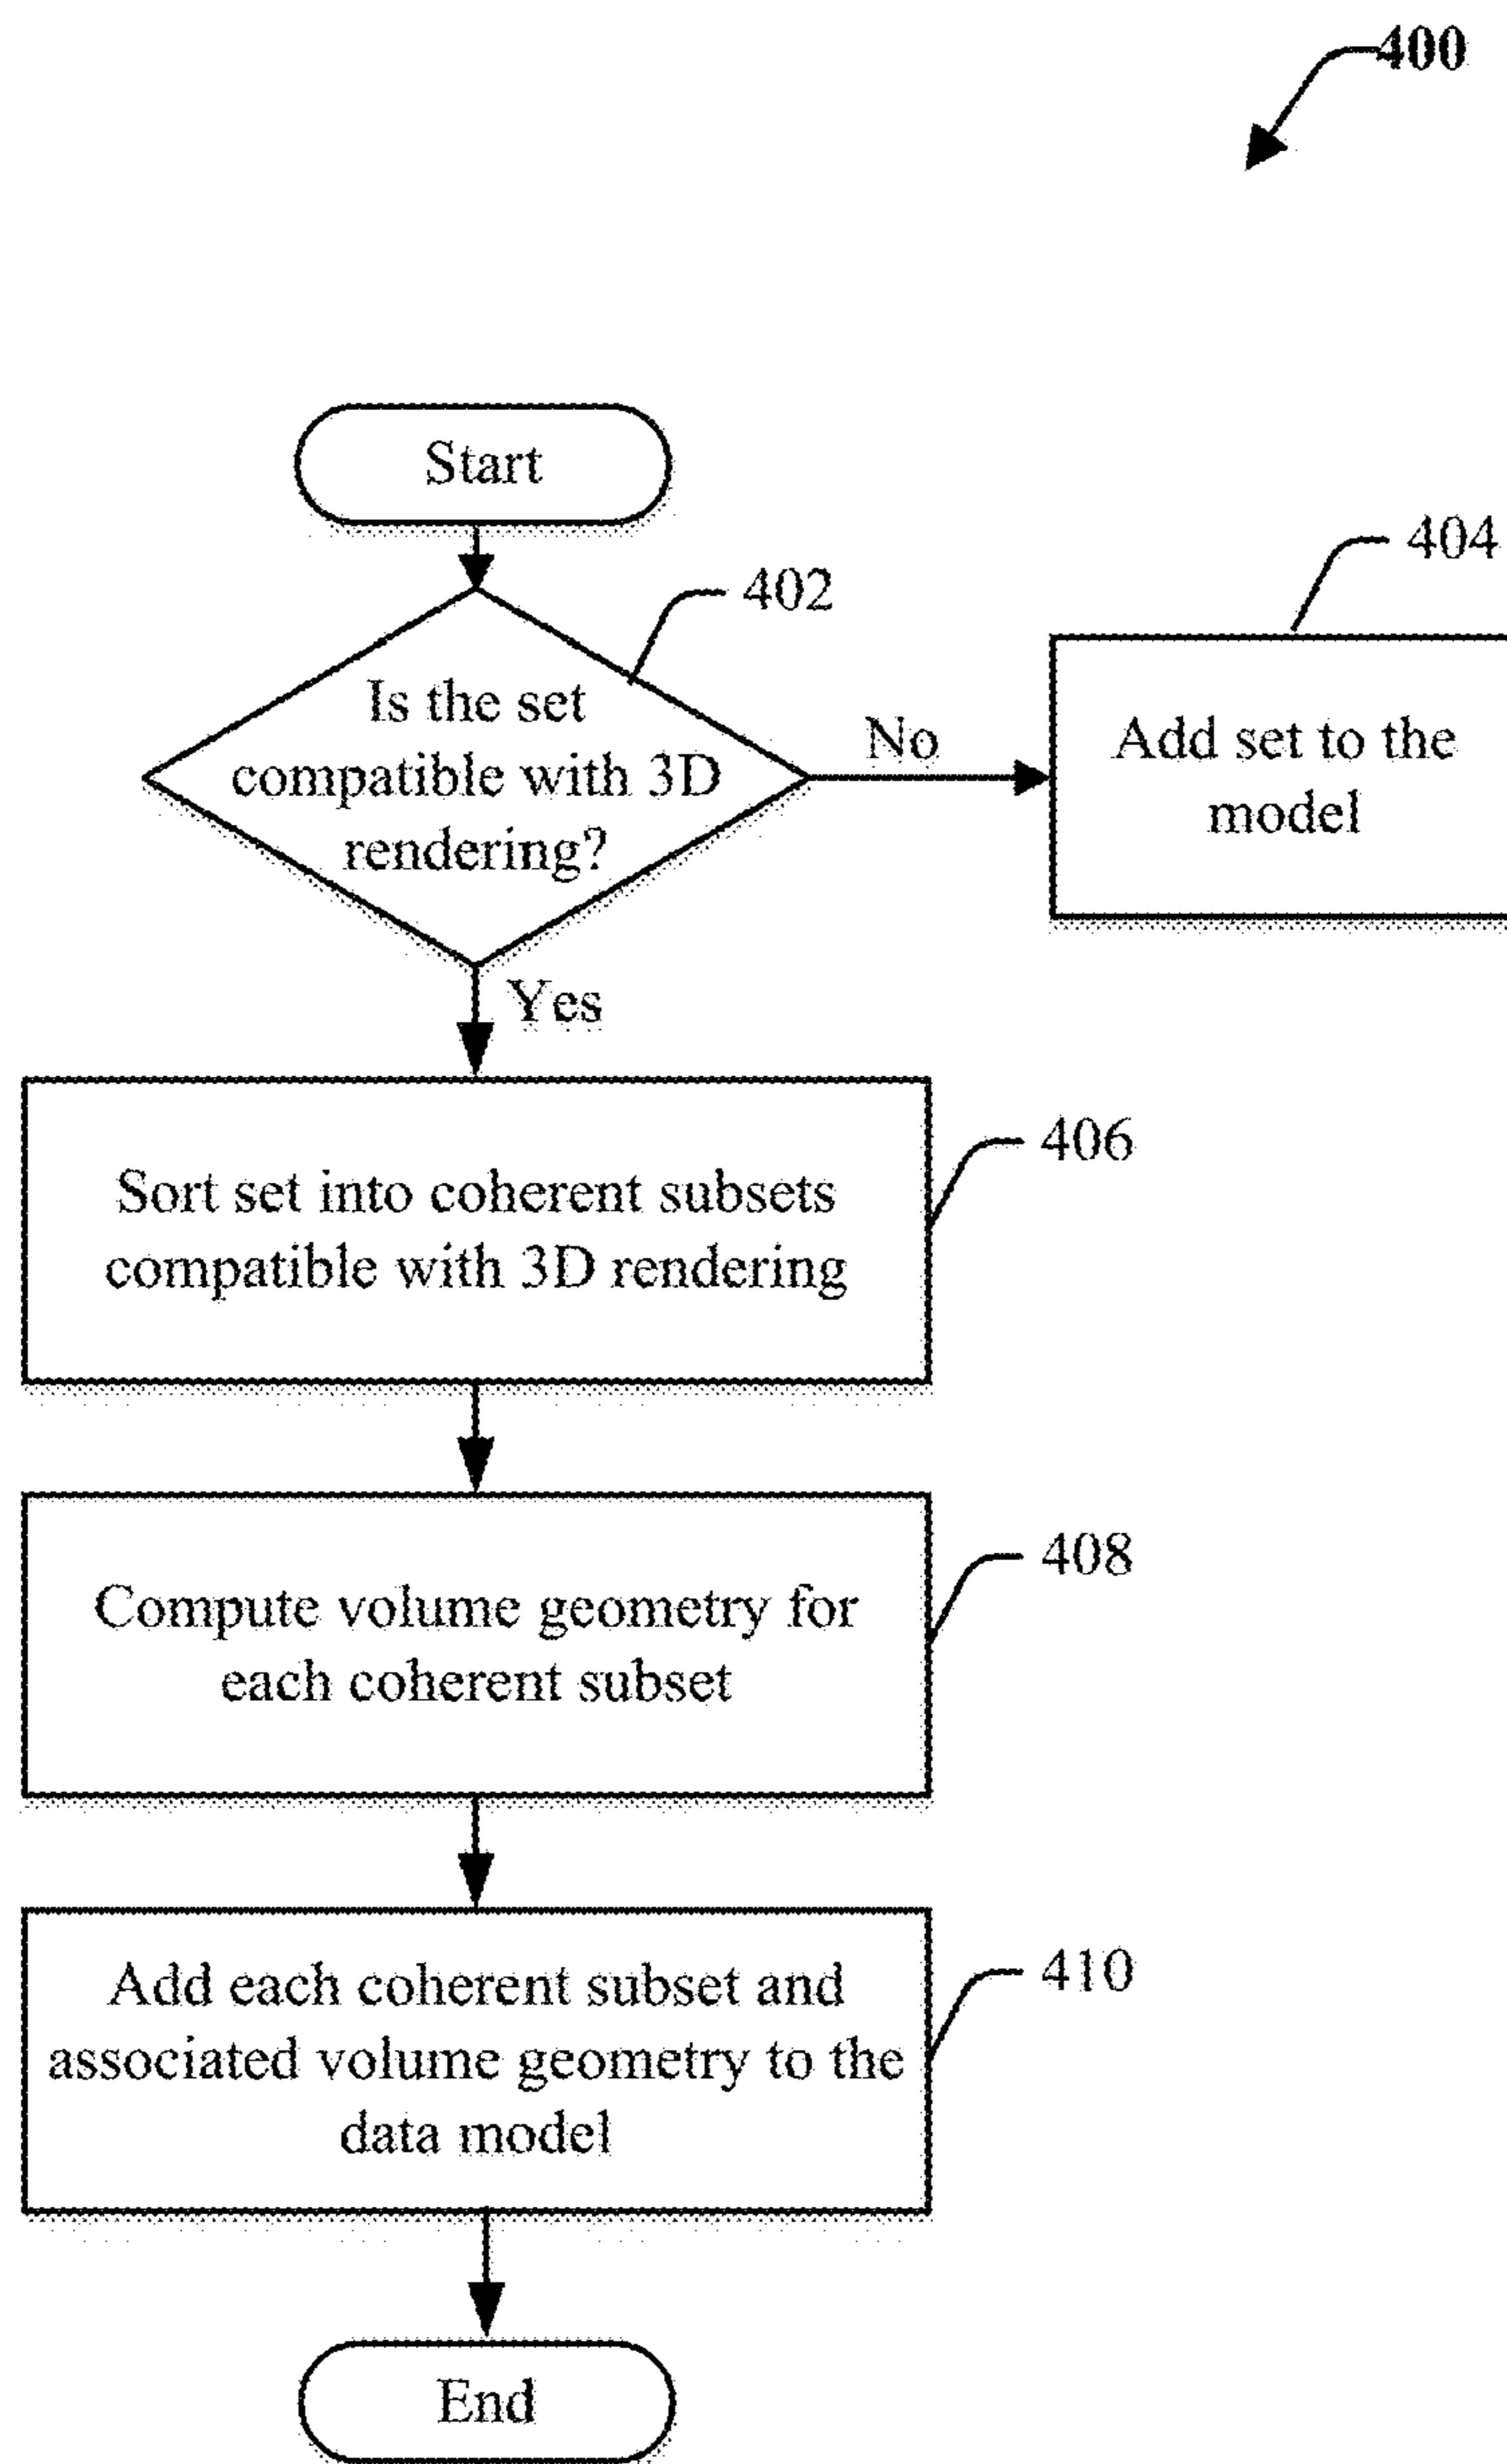 400
Start
402
Is the set
compatible with 3D
rendering?
No
404
Add set to the
model
Yes
406
Sort set into coherent subsets
compatible with 3D rendering
408
Compute volume geometry for
each coherent subset
410
Add each coherent subset and
associated volume geometry to the
data model
End